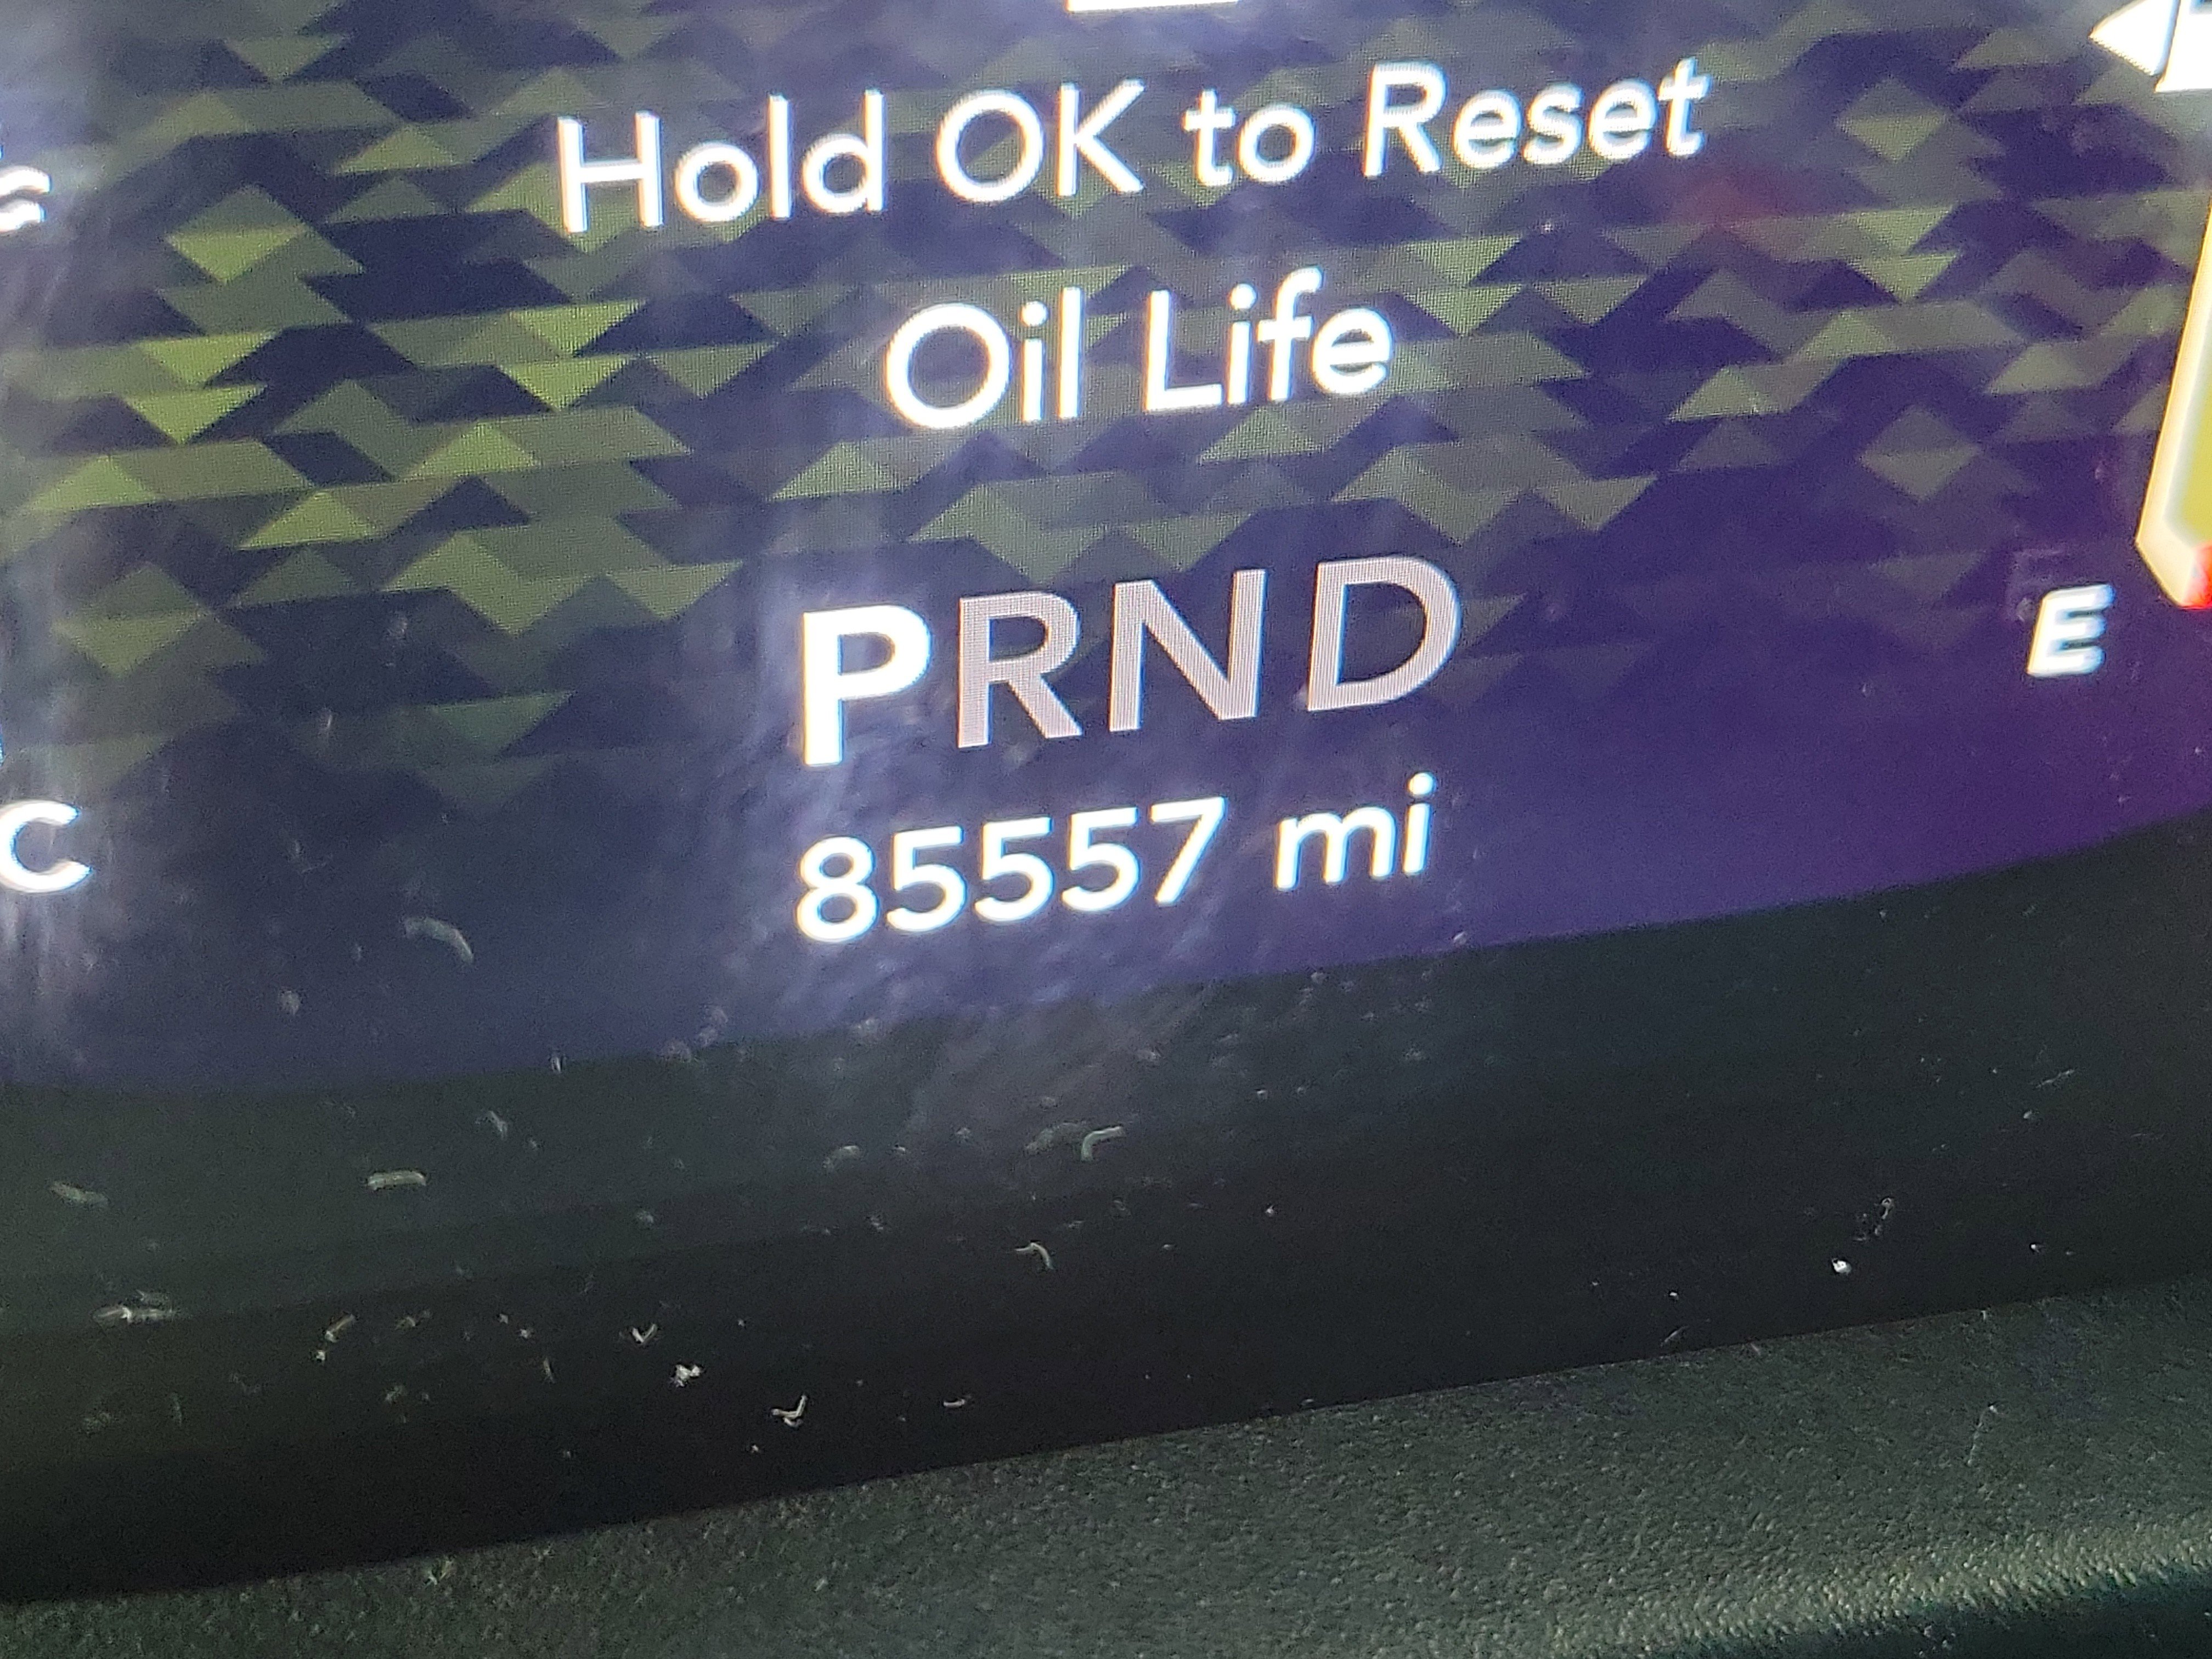 Hold OK to Reset
Oil Life
PRND
E
85557 mi
C